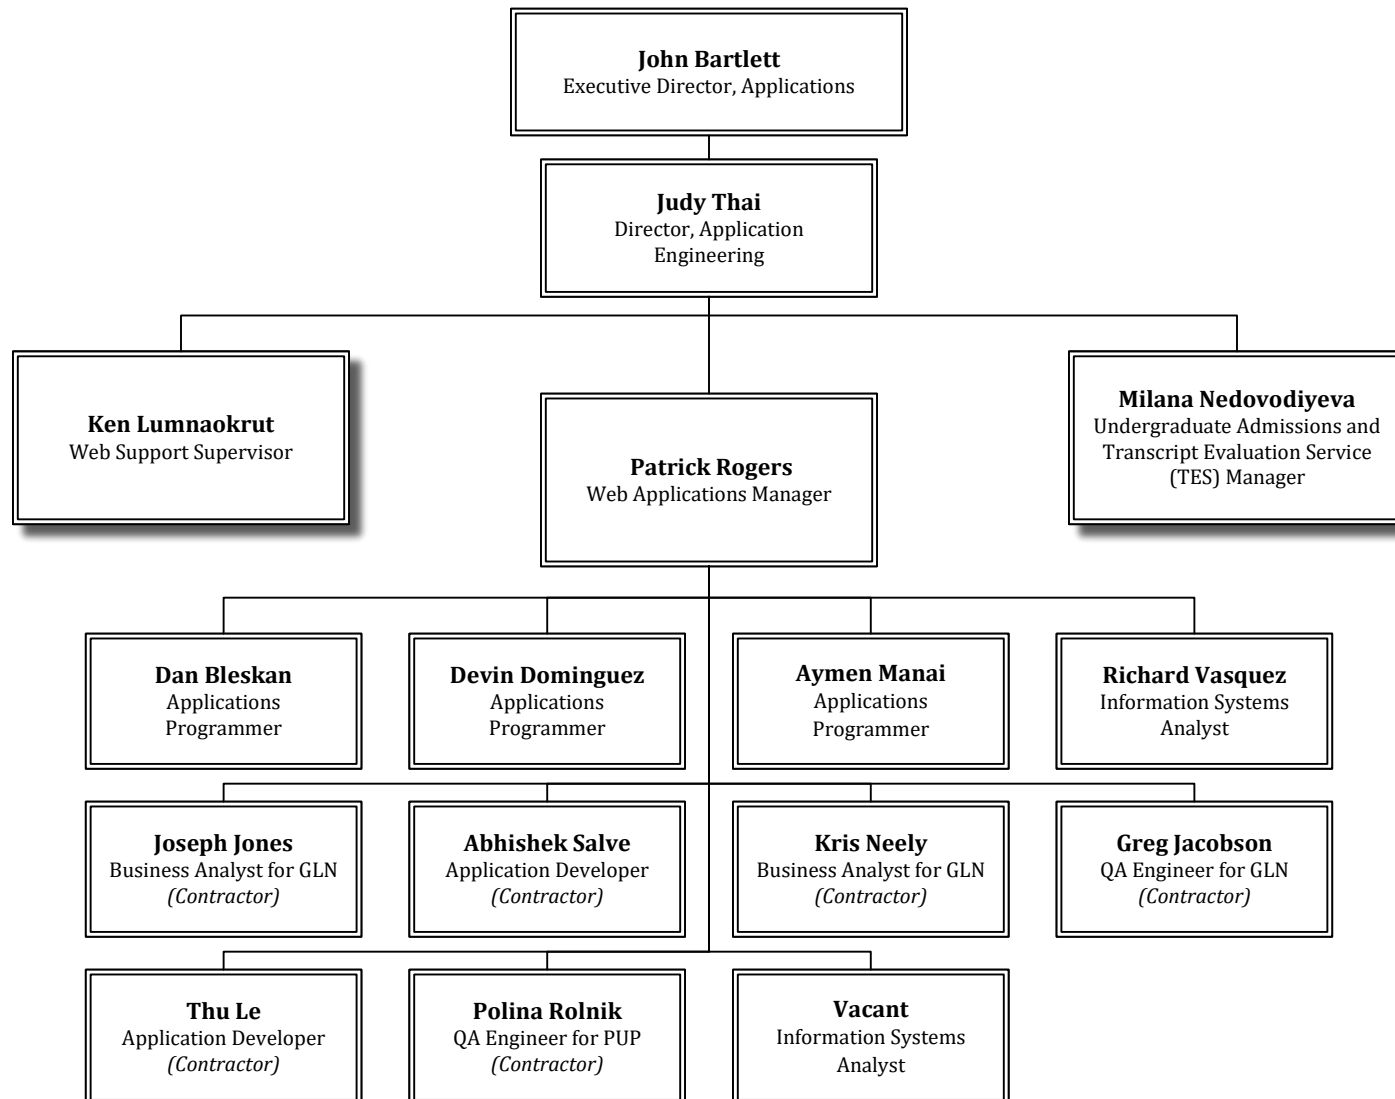 John Bartlett
Executive Director, Applications
Judy Thai
Director, Application
Engineering
Ken Lumnaokrut
Web Support Supervisor
Patrick Rogers
Web Applications Manager
Milana Nedovodiyeva
Undergraduate Admissions and
Transcript Evaluation Service
(TES) Manager
Dan Bleskan
Applications
Programmer
Devin Dominguez
Applications
Programmer
Aymen Manai
Applications
Programmer
Richard Vasquez
Information Systems
Analyst
Joseph Jones
Business Analyst for GLN
(Contractor)
Abhishek Salve
Application Developer
(Contractor)
Kris Neely
Business Analyst for GLN
(Contractor)
Greg Jacobson
QA Engineer for GLN
(Contractor)
Thu Le
Application Developer
(Contractor)
Polina Rolnik
QA Engineer for PUP
(Contractor)
Vacant
Information Systems
Analyst